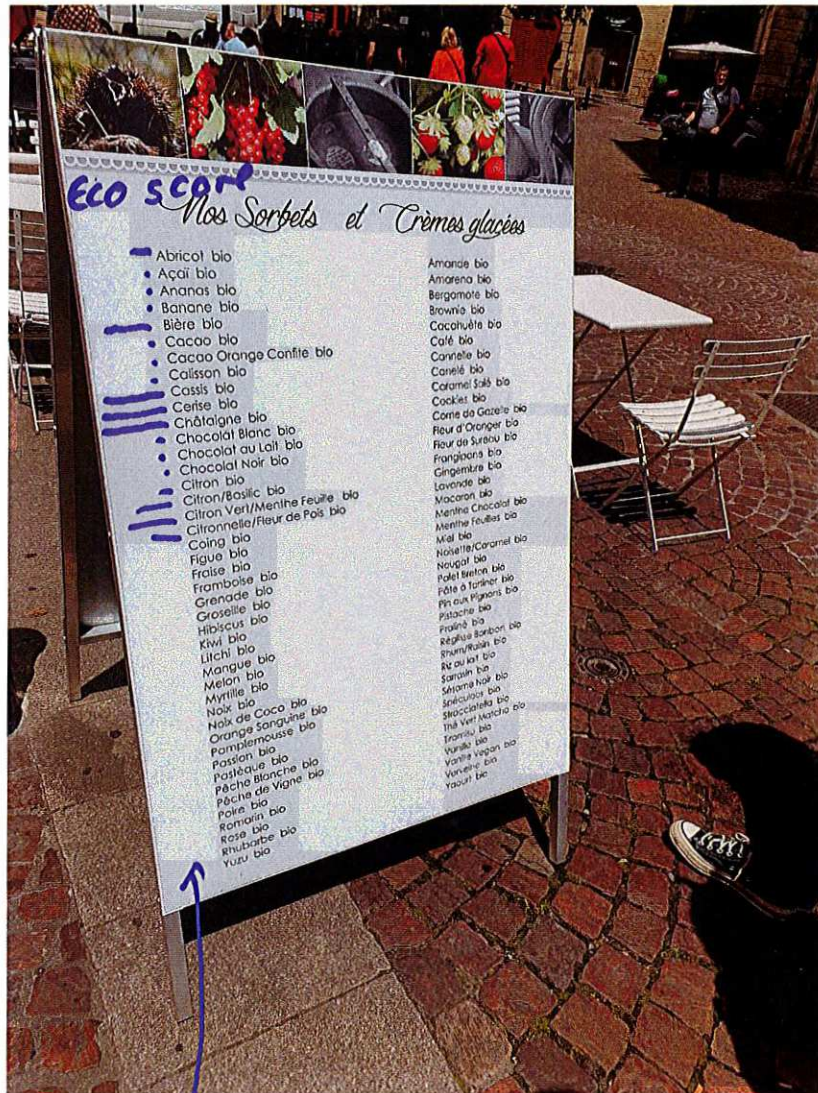 Eco score
Nos Sorbets et Crèmes glacées
Abricot bio
Açaï bio
Ananas bio
Banane bio
Bière bio
Cacao bio
Cacao Orange Confite bio
Calisson bio
Cassis bio
Cerise bio
Châtaigne bio
Chocolat Blanc bio
Chocolat au Lait bio
Chocolat Noir bio
Citron bio
Citron/Basilic bio
Citron Vert/Menthe Feuille bio
Citronnelle/Fleur de Pois bio
Coing bio
Figue bio
Fraise bio
Framboise bio
Grenade bio
Groseille bio
Hibiscus bio
Kiwi bio
Litchi bio
Mangue bio
Melon bio
Myrtille bio
Noix bio
Noix de Coco bio
Orange Sanguine bio
Pamplemousse bio
Passion bio
Pastèque bio
Pêche Blanche bio
Pêche de Vigne bio
Poire bio
Romarin bio
Rose bio
Rhubarbe bio
Yuzu bio
Amande bio
Amarena bio
Bergamote bio
Brownie bio
Cacahuète bio
Café bio
Cannelle bio
Canelé bio
Caramel Salé bio
Cookies bio
Corne de Gazelle bio
Fleur d'Oranger bio
Fleur de Sureau bio
Frangipane bio
Gingembre bio
Lavande bio
Macaron bio
Menthe Chocolat bio
Menthe Feuilles bio
Miel bio
Noisette/Caramel bio
Nougat bio
Palet Breton bio
Pâte à Tartiner bio
Pin aux Pignons bio
Pistache bio
Praliné bio
Réglisse Bonbon bio
Rhum/Raisin bio
Riz au lait bio
Sarrasin bio
Sésame Noir bio
Spéculoos bio
Stracciatella bio
Thé Vert Matcha bio
Tiramisu bio
Vanille bio
Vanille Vegan bio
Verveine bio
Yaourt bio